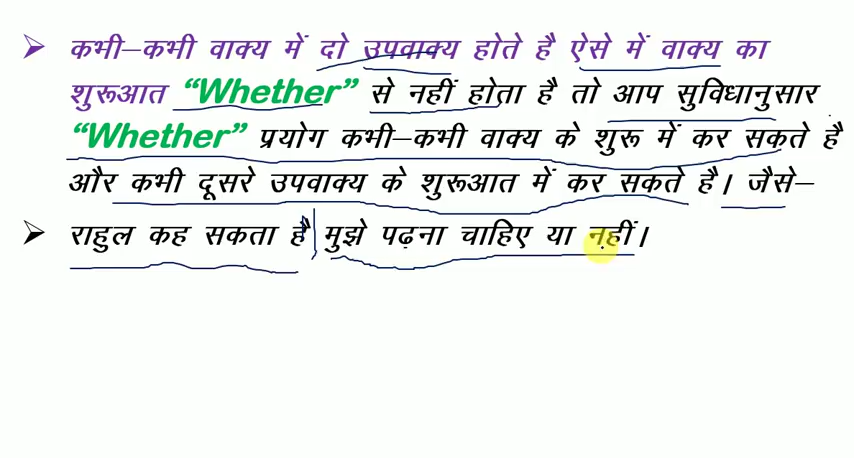 कभी–कभी वाक्य में दो उपवाक्य होते है ऐसे में वाक्य का
शुरूआत “Whether” से नहीं होता है तो आप सुविधानुसार
“Whether” प्रयोग कभी–कभी वाक्य के शुरू में कर सकते है
और कभी दूसरे उपवाक्य के शुरूआत में कर सकते है। जैसे–
राहुल कह सकता है मुझे पढ़ना चाहिए या नहीं।